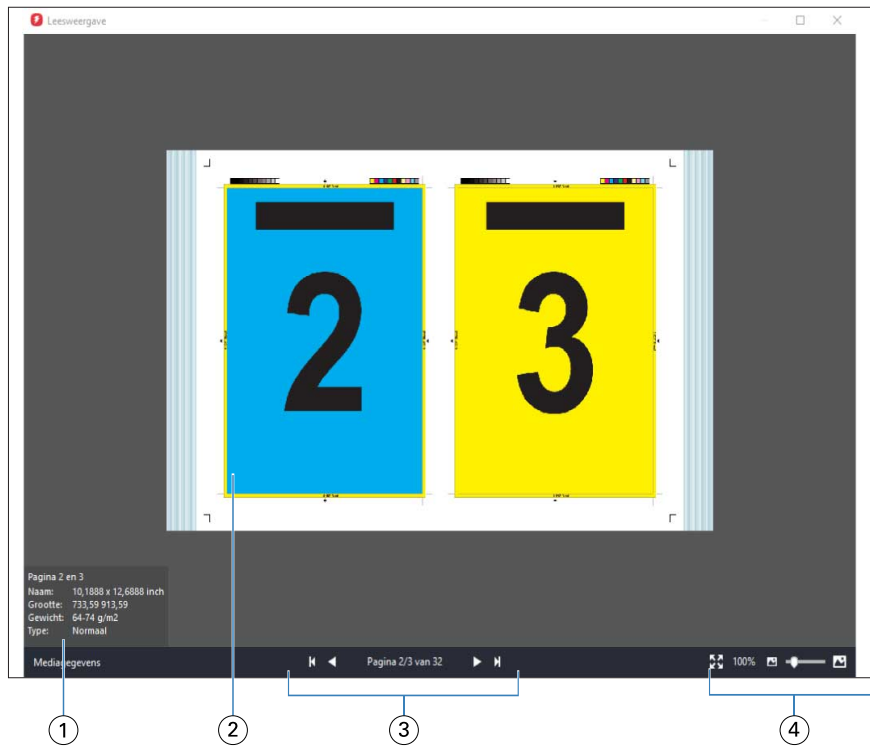 Leesweergave
2 3
Pagina 2 en 3
Naam: 10,1888 x 12,6888 inch
Grootte: 733,59 913,59
Gewicht: 64-74 g/m2
Type: Normaal
Mediagegevens Pagina 2/3 van 32 100%
1 2 3 4